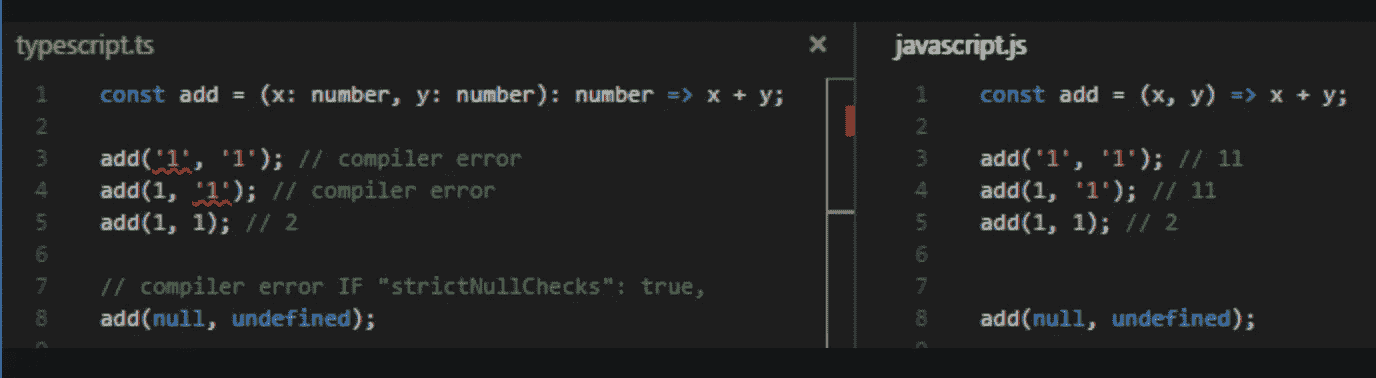 typescript.ts ×
1 const add = (x: number, y: number): number => x + y;
2
3 add('1', '1'); // compiler error
4 add(1, '1'); // compiler error
5 add(1, 1); // 2
6
7 // compiler error IF "strictNullChecks": true,
8 add(null, undefined);
javascript.js
1 const add = (x, y) => x + y;
2
3 add('1', '1'); // 11
4 add(1, '1'); // 11
5 add(1, 1); // 2
6
7
8 add(null, undefined);